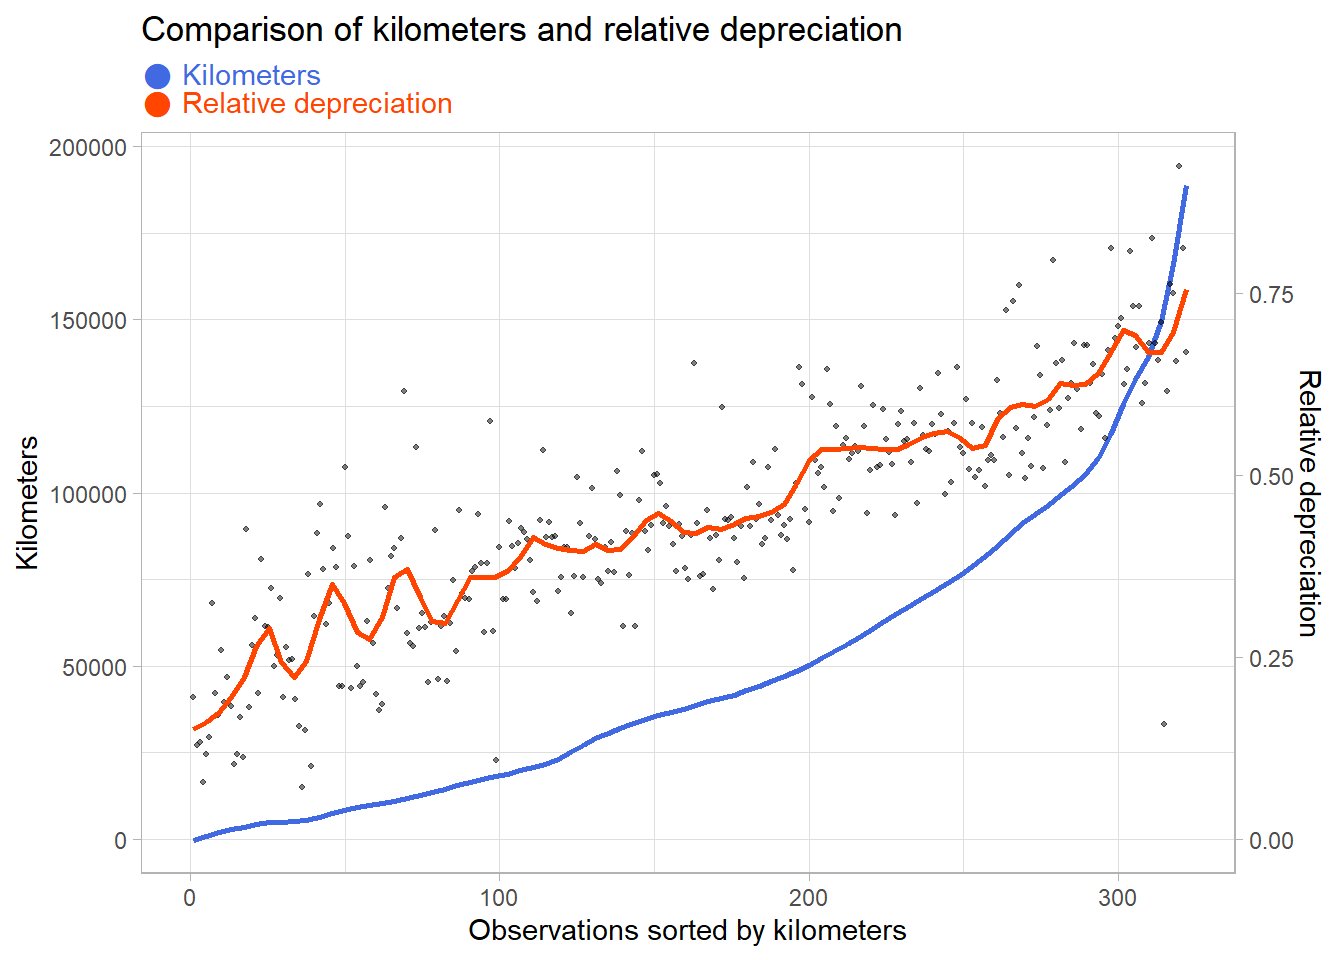 Comparison of kilometers and relative depreciation
Kilometers
Relative depreciation
200000
150000
100000
50000
0
Kilometers
0.75
0.50
0.25
0.00
Relative depreciation
0 100 200 300
Observations sorted by kilometers